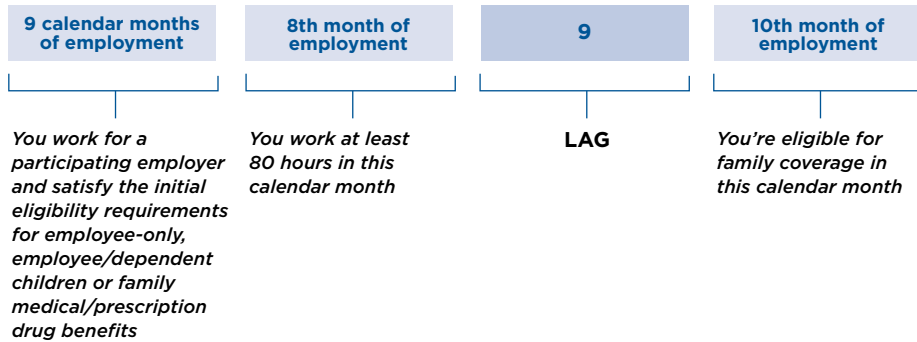 9 calendar months
of employment
8th month of
employment
9
10th month of
employment
You work for a
participating employer
and satisfy the initial
eligibility requirements
for employee-only,
employee/dependent
children or family
medical/prescription
drug benefits
You work at least
80 hours in this
calendar month
LAG
You're eligible for
family coverage in
this calendar month